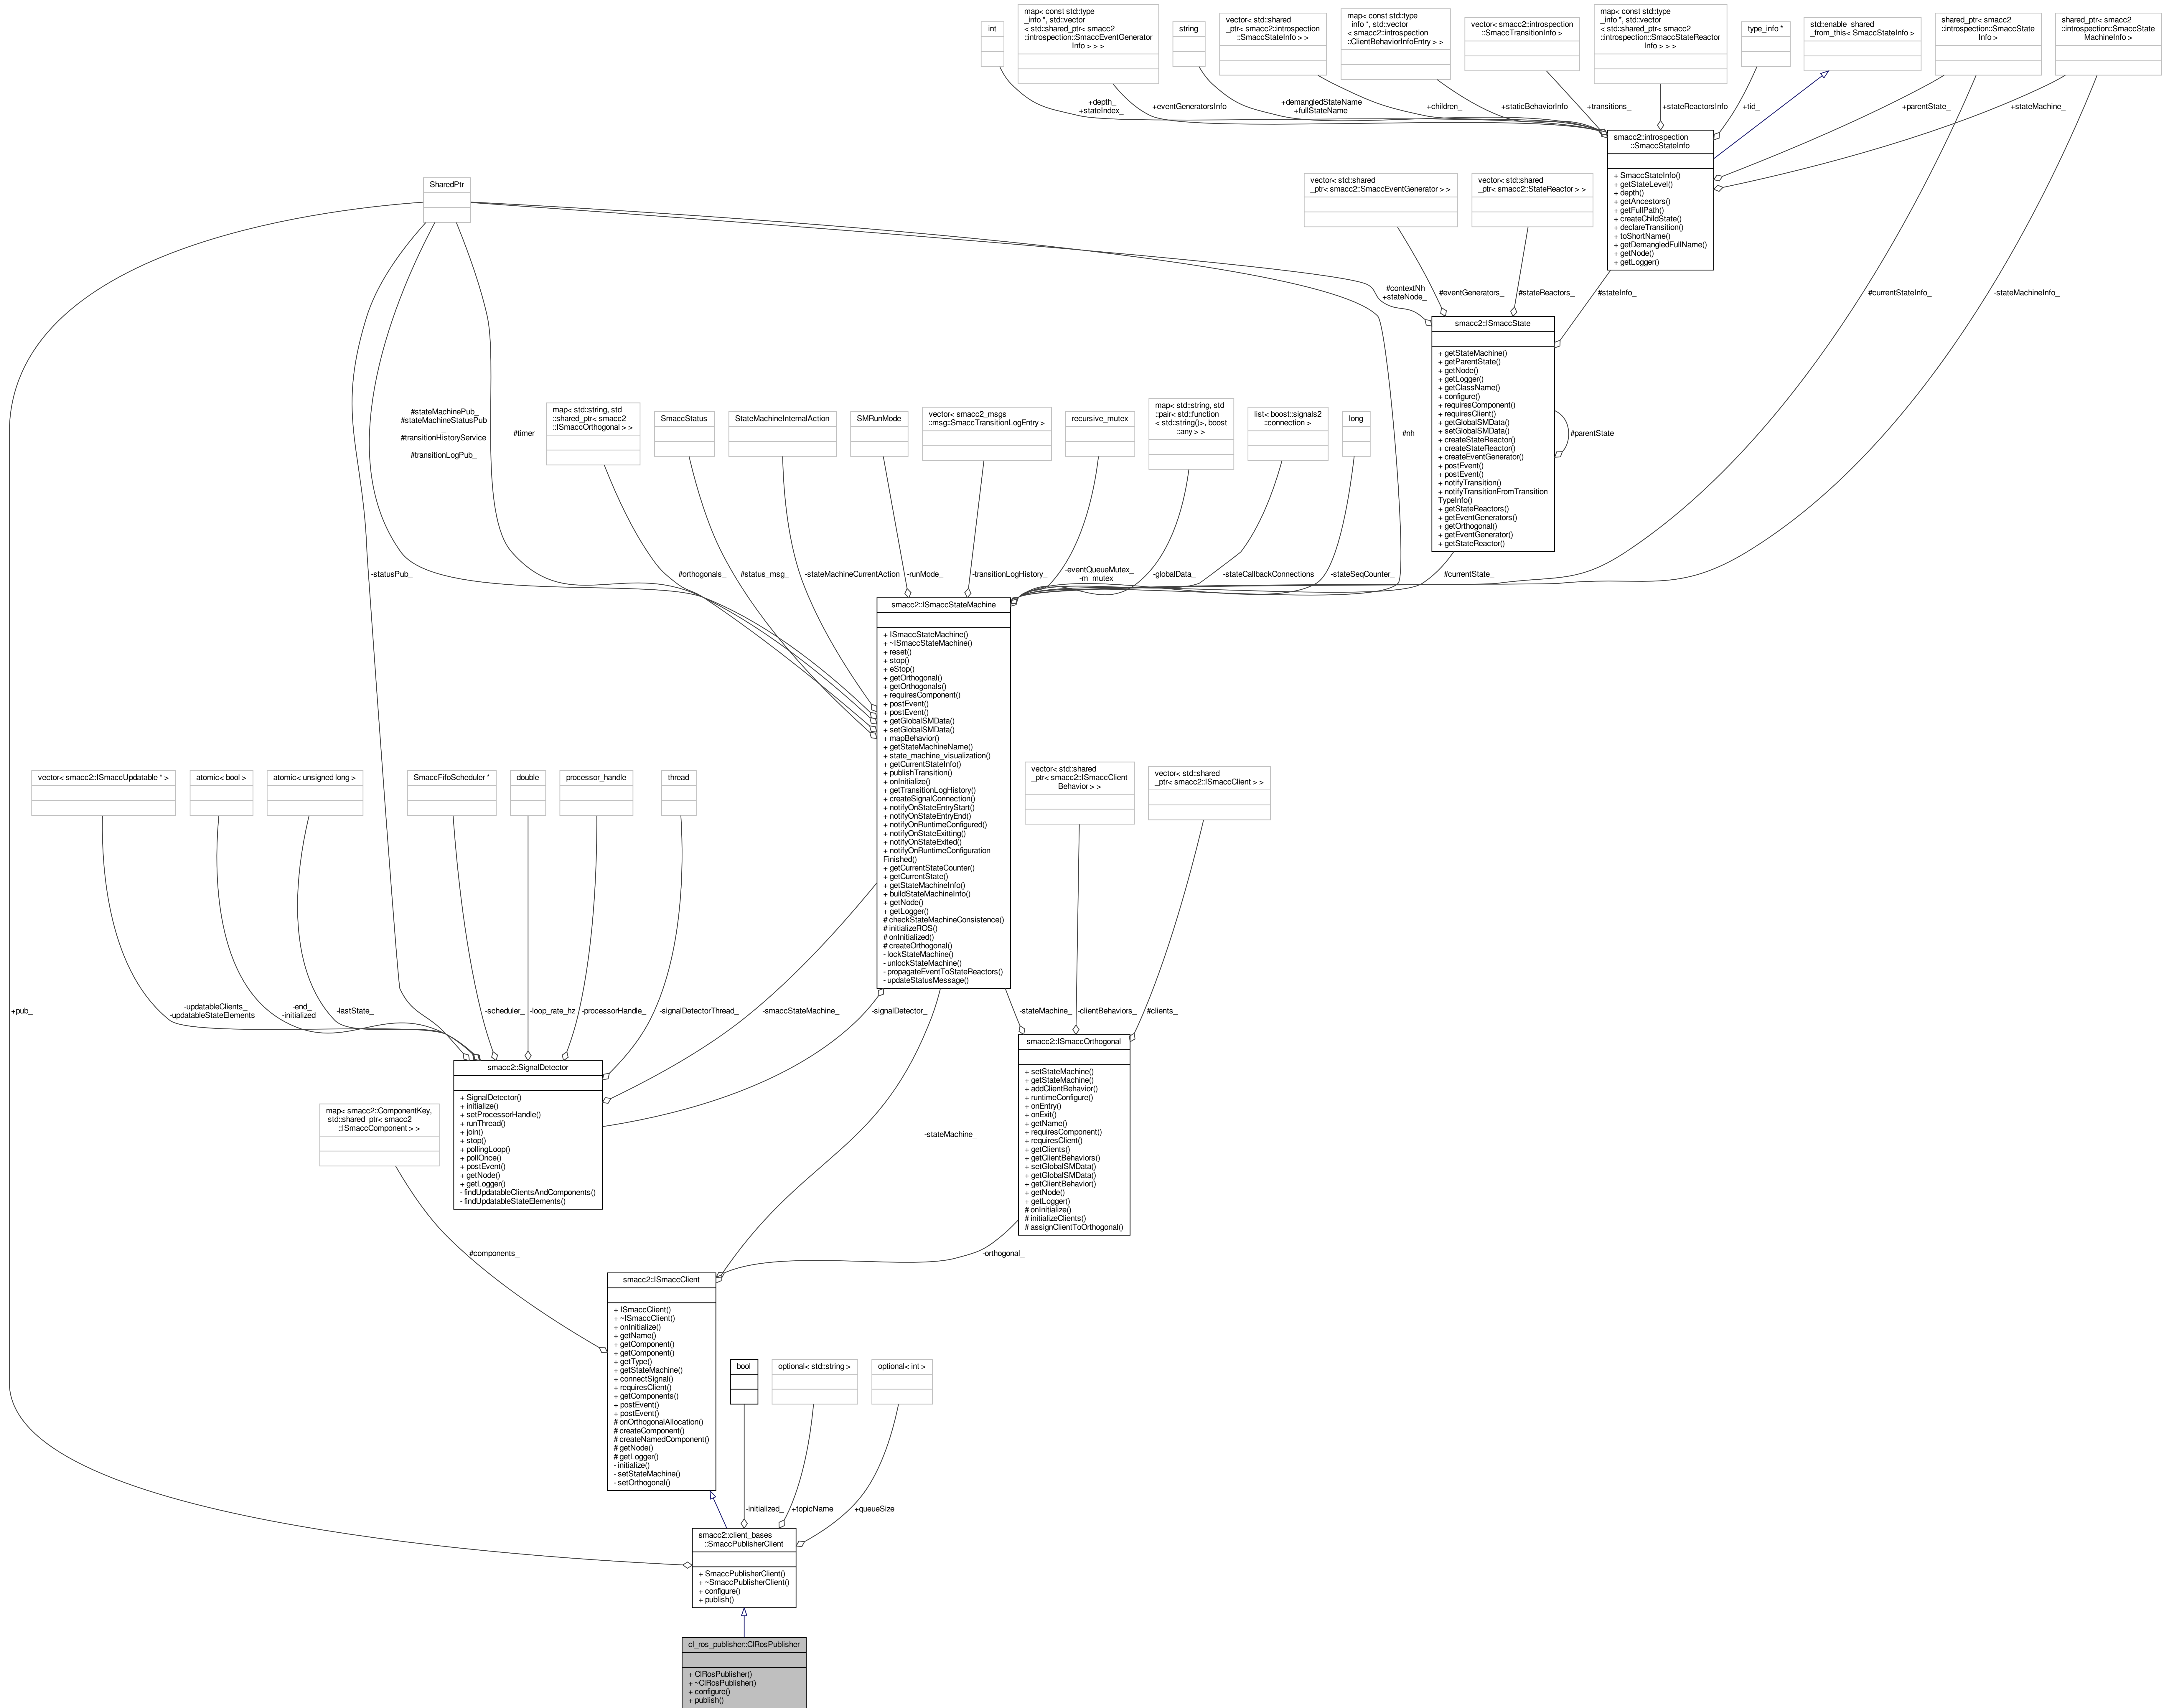 int
map< const std::type
_info *, std::vector
< std::shared_ptr< smacc2
::introspection::SmaccEventGenerator
Info > > >
string
vector< std::shared
_ptr< smacc2::introspection
::SmaccStateInfo > >
map< const std::type
_info *, std::vector
< smacc2::introspection
::ClientBehaviorInfoEntry > >
vector< smacc2::introspection
::SmaccTransitionInfo >
map< const std::type
_info *, std::vector
< std::shared_ptr< smacc2
::introspection::SmaccStateReactor
Info > > >
type_info *
std::enable_shared
_from_this< SmaccStateInfo >
shared_ptr< smacc2
::introspection::SmaccState
Info >
shared_ptr< smacc2
::introspection::SmaccState
MachineInfo >
+depth_
+stateIndex_
+eventGeneratorsInfo
+demangledStateName
+fullStateName
+children_
+staticBehaviorInfo
+transitions_
+stateReactorsInfo
+tid_
+parentState_
+stateMachine_
smacc2::introspection
::SmaccStateInfo
+ SmaccStateInfo()
+ getStateLevel()
+ depth()
+ getAncestors()
+ getFullPath()
+ createChildState()
+ declareTransition()
+ toShortName()
+ getDemangledFullName()
+ getNode()
+ getLogger()
SharedPtr
vector< std::shared
_ptr< smacc2::SmaccEventGenerator > >
vector< std::shared
_ptr< smacc2::StateReactor > >
#contextNh
+stateNode_
#eventGenerators_
#stateReactors_
#stateInfo_
#currentStateInfo_
-stateMachineInfo_
smacc2::ISmaccState
+ getStateMachine()
+ getParentState()
+ getNode()
+ getLogger()
+ getClassName()
+ configure()
+ requiresComponent()
+ requiresClient()
+ getGlobalSMData()
+ setGlobalSMData()
+ createStateReactor()
+ createStateReactor()
+ createEventGenerator()
+ postEvent()
+ postEvent()
+ notifyTransition()
+ notifyTransitionFromTransition
TypeInfo()
+ getStateReactors()
+ getEventGenerators()
+ getOrthogonal()
+ getEventGenerator()
+ getStateReactor()
#parentState_
#stateMachinePub_
#stateMachineStatusPub
_
#transitionHistoryService
_
#transitionLogPub_
#timer_
map< std::string, std
::shared_ptr< smacc2
::ISmaccOrthogonal > >
SmaccStatus
StateMachineInternalAction
SMRunMode
vector< smacc2_msgs
::msg::SmaccTransitionLogEntry >
recursive_mutex
map< std::string, std
::pair< std::function
< std::string()>, boost
::any > >
list< boost::signals2
::connection >
long
#nh_
-statusPub_
#orthogonals_
#status_msg_
-stateMachineCurrentAction
-runMode_
-transitionLogHistory_
-eventQueueMutex_
-m_mutex_
-globalData_
-stateCallbackConnections
-stateSeqCounter_
#currentState_
smacc2::ISmaccStateMachine
+ ISmaccStateMachine()
+ ~ISmaccStateMachine()
+ reset()
+ stop()
+ eStop()
+ getOrthogonal()
+ getOrthogonals()
+ requiresComponent()
+ postEvent()
+ postEvent()
+ getGlobalSMData()
+ setGlobalSMData()
+ mapBehavior()
+ getStateMachineName()
+ state_machine_visualization()
+ getCurrentStateInfo()
+ publishTransition()
+ onInitialize()
+ getTransitionLogHistory()
+ createSignalConnection()
+ notifyOnStateEntryStart()
+ notifyOnStateEntryEnd()
+ notifyOnRuntimeConfigured()
+ notifyOnStateExitting()
+ notifyOnStateExited()
+ notifyOnRuntimeConfiguration
Finished()
+ getCurrentStateCounter()
+ getCurrentState()
+ getStateMachineInfo()
+ buildStateMachineInfo()
+ getNode()
+ getLogger()
# checkStateMachineConsistence()
# initializeROS()
# onInitialized()
# createOrthogonal()
- lockStateMachine()
- unlockStateMachine()
- propagateEventToStateReactors()
- updateStatusMessage()
vector< smacc2::ISmaccUpdatable * >
atomic< bool >
atomic< unsigned long >
SmaccFifoScheduler *
double
processor_handle
thread
vector< std::shared
_ptr< smacc2::ISmaccClient
Behavior > >
vector< std::shared
_ptr< smacc2::ISmaccClient > >
+pub_
-updatableClients_
-updatableStateElements_
-end_
-initialized_
-lastState_
-scheduler_
-loop_rate_hz
-processorHandle_
-signalDetectorThread_
-smaccStateMachine_
-signalDetector_
-stateMachine_
-clientBehaviors_
#clients_
smacc2::SignalDetector
+ SignalDetector()
+ initialize()
+ setProcessorHandle()
+ runThread()
+ join()
+ stop()
+ pollingLoop()
+ pollOnce()
+ postEvent()
+ getNode()
+ getLogger()
- findUpdatableClientsAndComponents()
- findUpdatableStateElements()
smacc2::ISmaccOrthogonal
+ setStateMachine()
+ getStateMachine()
+ addClientBehavior()
+ runtimeConfigure()
+ onEntry()
+ onExit()
+ getName()
+ requiresComponent()
+ requiresClient()
+ getClients()
+ getClientBehaviors()
+ setGlobalSMData()
+ getGlobalSMData()
+ getClientBehavior()
+ getNode()
+ getLogger()
# onInitialize()
# initializeClients()
# assignClientToOrthogonal()
map< smacc2::ComponentKey,
std::shared_ptr< smacc2
::ISmaccComponent > >
-stateMachine_
#components_
-orthogonal_
smacc2::ISmaccClient
+ ISmaccClient()
+ ~ISmaccClient()
+ onInitialize()
+ getName()
+ getComponent()
+ getComponent()
+ getType()
+ getStateMachine()
+ connectSignal()
+ requiresClient()
+ getComponents()
+ postEvent()
+ postEvent()
# onOrthogonalAllocation()
# createComponent()
# createNamedComponent()
# getNode()
# getLogger()
- initialize()
- setStateMachine()
- setOrthogonal()
bool
optional< std::string >
optional< int >
-initialized_
+topicName
+queueSize
smacc2::client_bases
::SmaccPublisherClient
+ SmaccPublisherClient()
+ ~SmaccPublisherClient()
+ configure()
+ publish()
cl_ros_publisher::ClRosPublisher
+ ClRosPublisher()
+ ~ClRosPublisher()
+ configure()
+ publish()